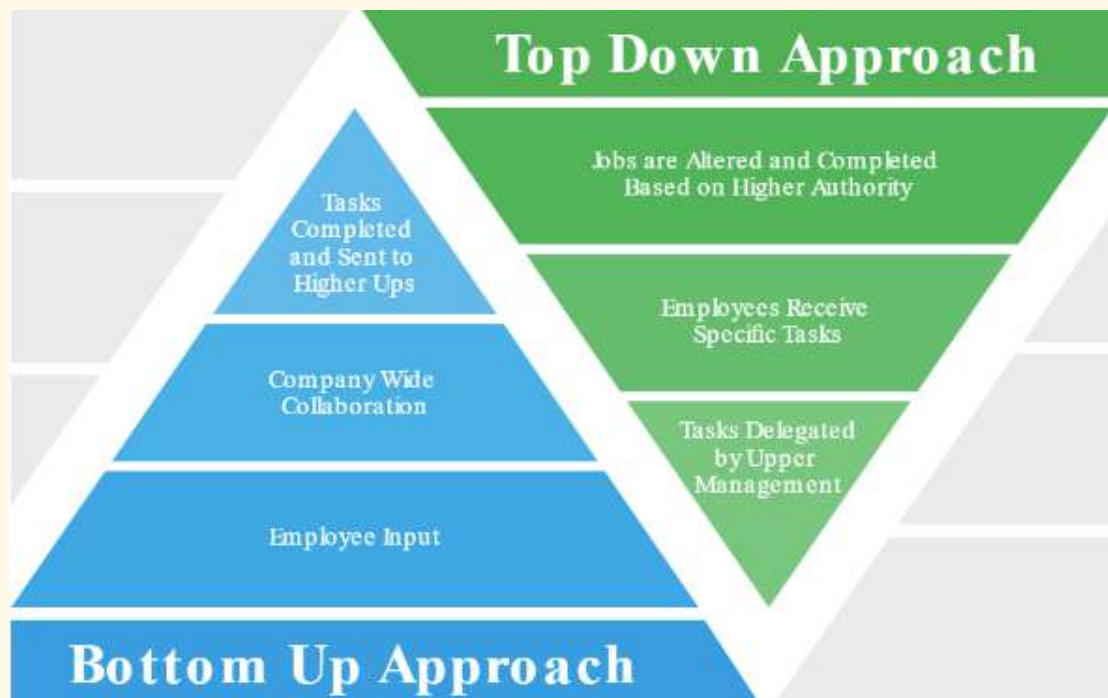 Top Down Approach
Jobs are Altered and Completed
Based on Higher Authority
Employees Receive
Specific Tasks
Tasks Delegated
by Upper
Management
Tasks
Completed
and Sent to
Higher Ups
Company Wide
Collaboration
Employee Input
Bottom Up Approach